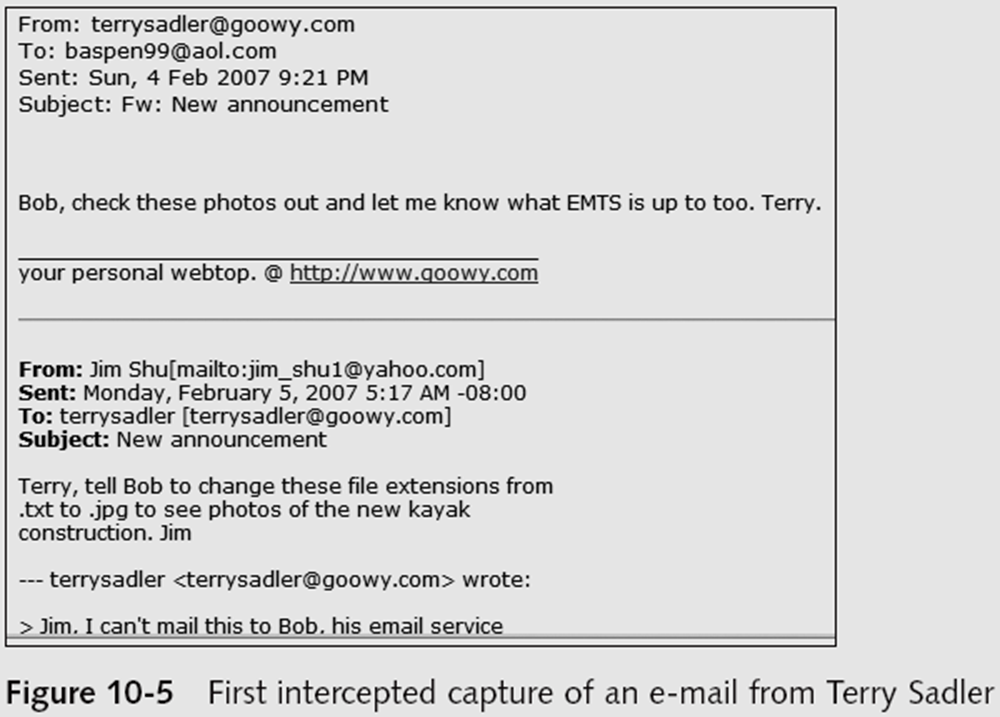 From: terrysadler@goowy.com
To: baspen99@aol.com
Sent: Sun, 4 Feb 2007 9:21 PM
Subject: Fw: New announcement
Bob, check these photos out and let me know what EMTS is up to too. Terry.
your personal webtop. @ http://www.goowy.com
From: Jim Shu[mailto:jim_shu1@yahoo.com]
Sent: Monday, February 5, 2007 5:17 AM -08:00
To: terrysadler [terrysadler@goowy.com]
Subject: New announcement
Terry, tell Bob to change these file extensions from
.txt to .jpg to see photos of the new kayak
construction. Jim
--- terrysadler <terrysadler@goowy.com> wrote:
> Jim, I can't mail this to Bob, his email service
Figure 10-5 First intercepted capture of an e-mail from Terry Sadler